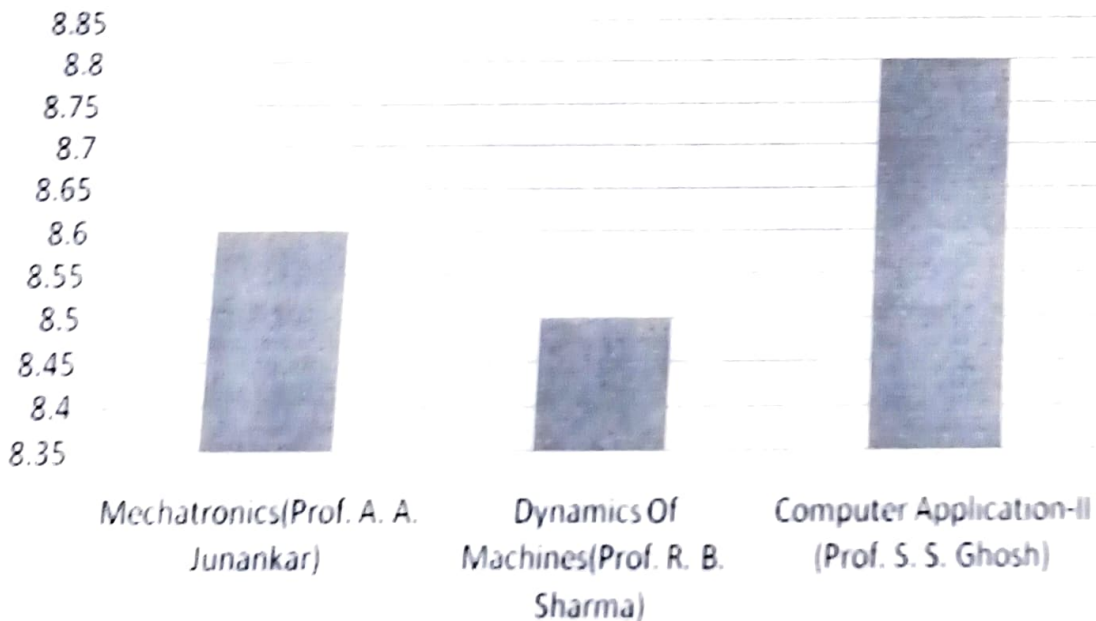 8.85
8.8
8.75
8.7
8.65
8.6
8.55
8.5
8.45
8.4
8.35
Mechatronics(Prof. A. A.
Junankar)
Dynamics Of
Machines(Prof. R. B.
Sharma)
Computer Application-II
(Prof. S. S. Ghosh)